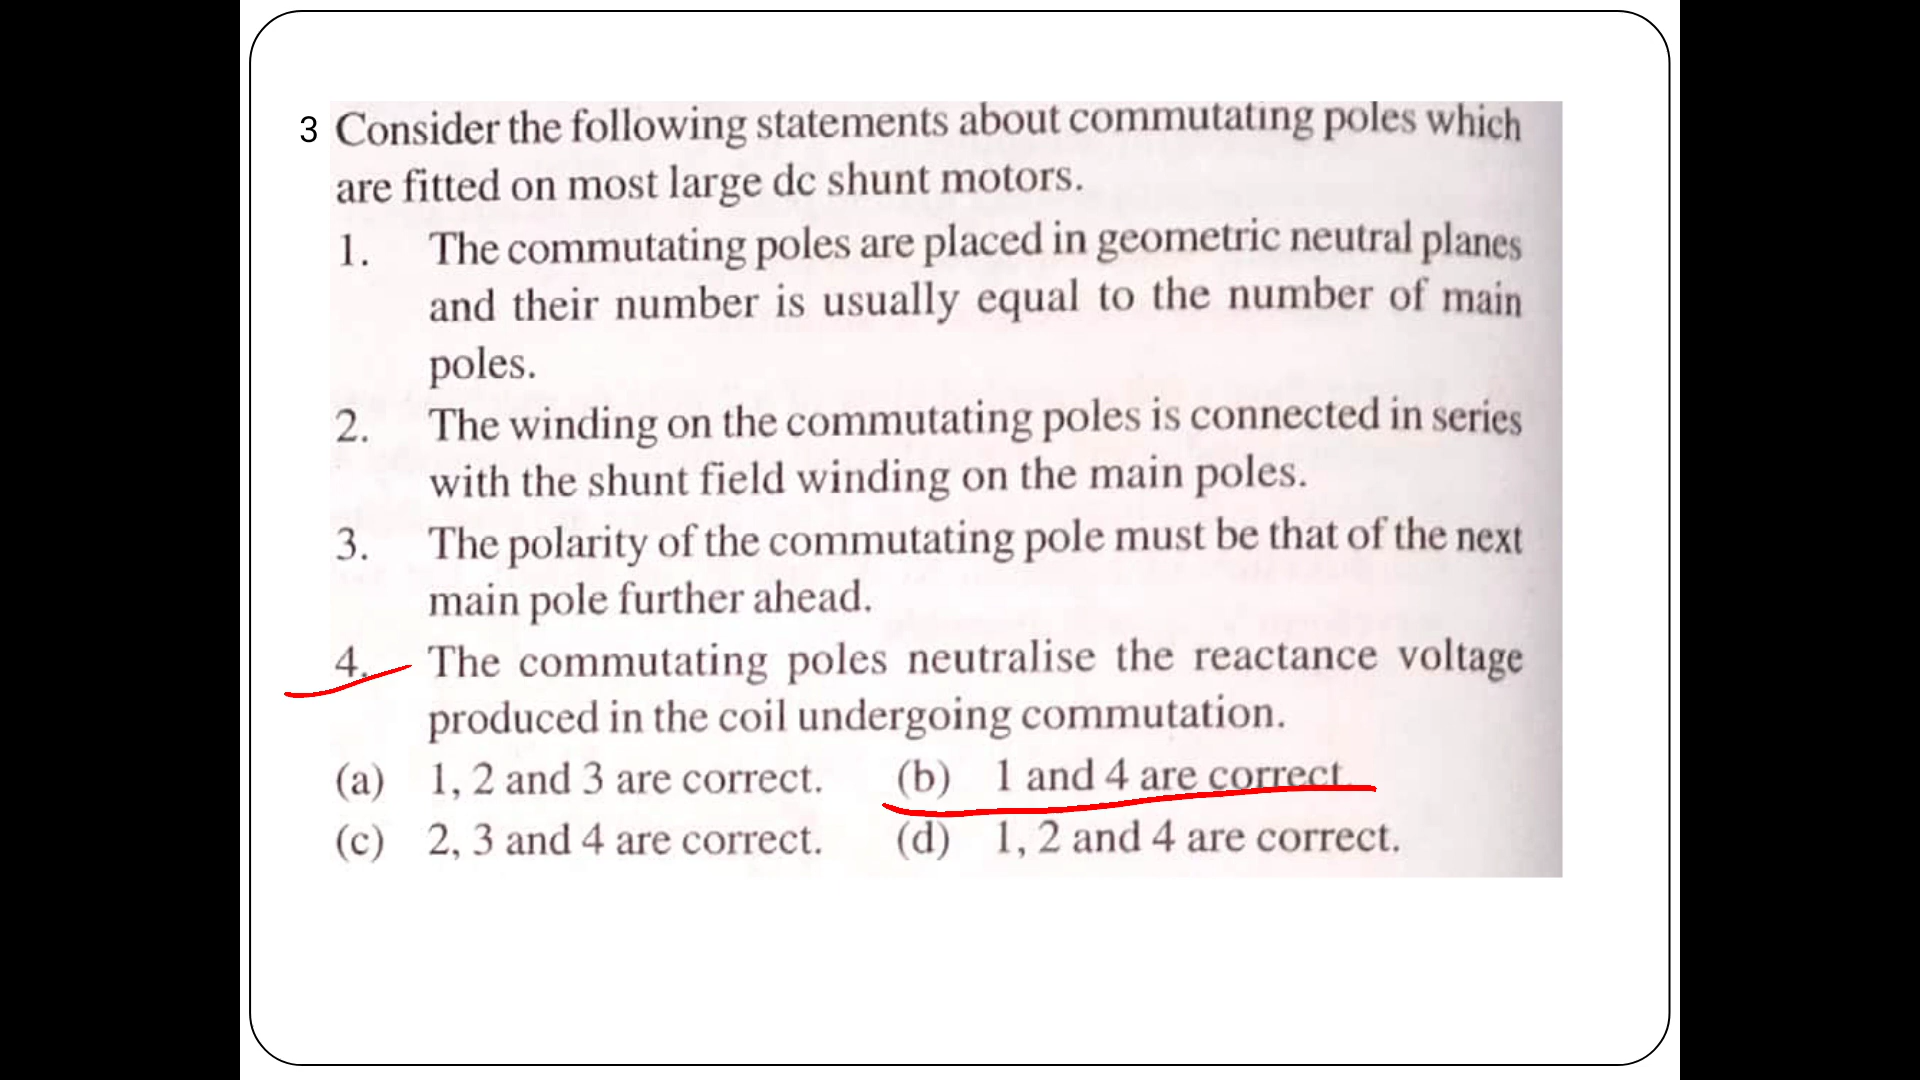 3 Consider the following statements about commutating poles which
are fitted on most large dc shunt motors.
1. The commutating poles are placed in geometric neutral planes
and their number is usually equal to the number of main
poles.
2. The winding on the commutating poles is connected in series
with the shunt field winding on the main poles.
3. The polarity of the commutating pole must be that of the next
main pole further ahead.
4. The commutating poles neutralise the reactance voltage
produced in the coil undergoing commutation.
(a) 1, 2 and 3 are correct. (b) 1 and 4 are correct.
(c) 2, 3 and 4 are correct. (d) 1, 2 and 4 are correct.